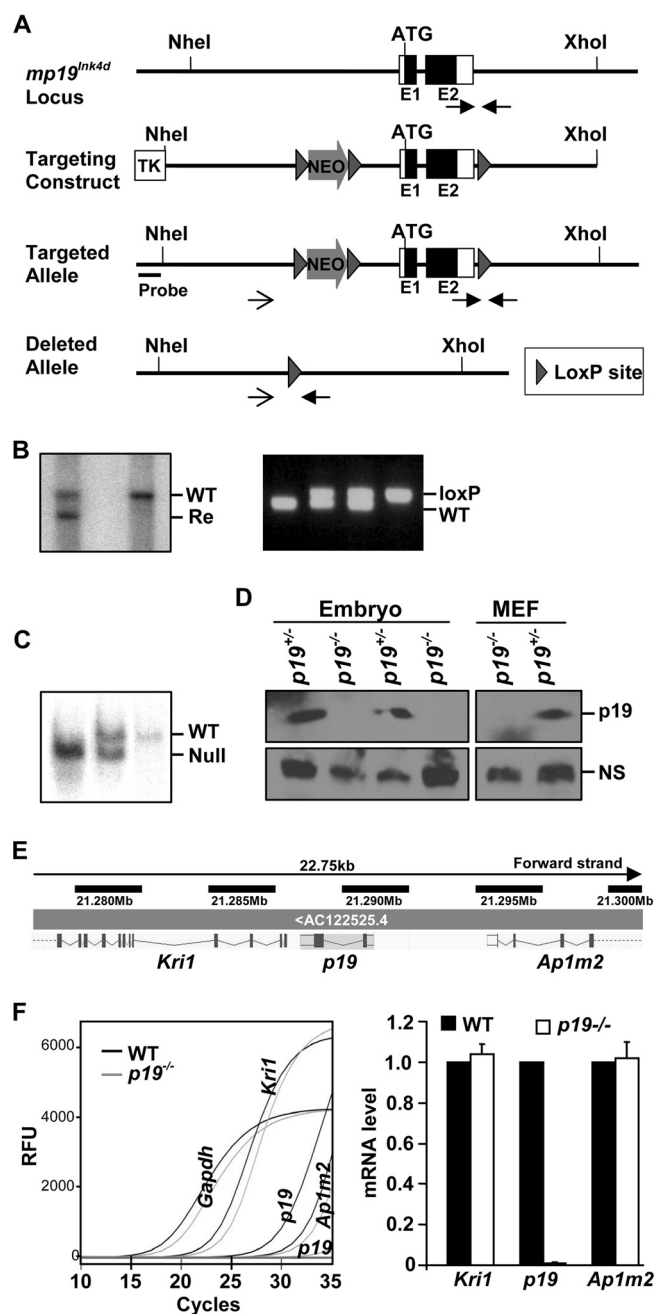 A
NheI ATG XhoI
mp19Ink4d
Locus
E1 E2
NheI ATG XhoI
Targeting
Construct
TK NEO
E1 E2
NheI ATG XhoI
Targeted
Allele
NEO
Probe E1 E2
Deleted
Allele
NheI XhoI
LoxP site
B
WT
Re
loxP
WT
C
WT
Null
D
Embryo MEF
p19+/- p19-/- p19+/- p19-/- p19-/- p19+/-
p19
NS
E
22.75kb Forward strand
21.280Mb 21.285Mb 21.290Mb 21.295Mb 21.300Mb
<AC122525.4
Kri1 p19 Ap1m2
F
WT
p19-/-
RFU
6000
4000
2000
0
Gapdh
Kri1
p19
Ap1m2
p19
10 15 20 25 30 35
Cycles
WT p19-/-
mRNA level
1.2
1.0
0.8
0.6
0.4
0.2
0
Kri1 p19 Ap1m2